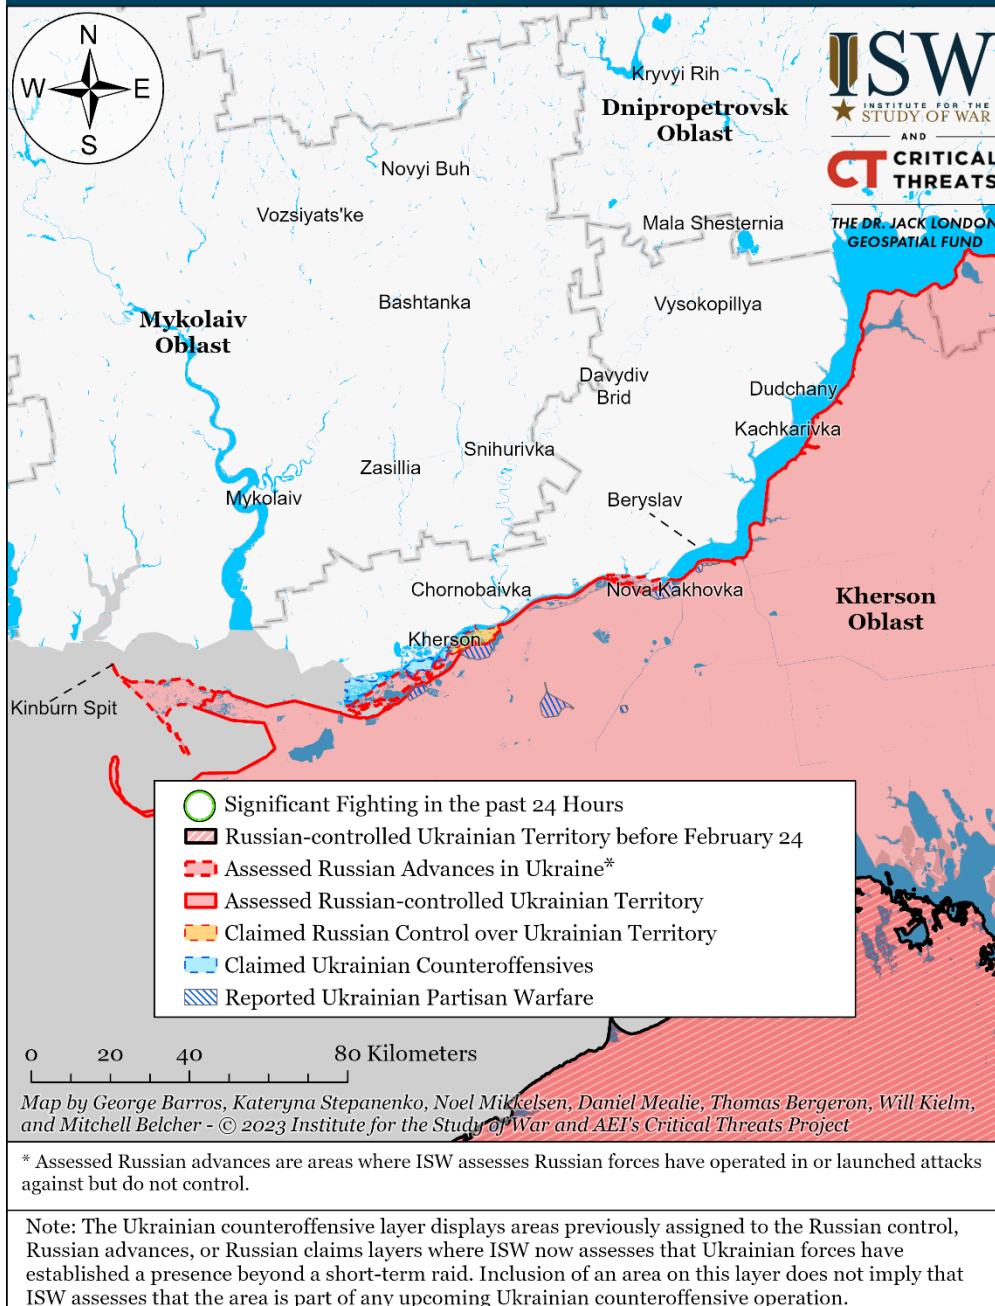 N
W E
S
ISW
INSTITUTE FOR THE
STUDY OF WAR
AND
CT CRITICAL
THREATS
THE DR. JACK LONDON
GEOSPATIAL FUND
Kryvyi Rih
Dnipropetrovsk
Oblast
Novyi Buh
Vozsiyats'ke
Mala Shesternia
Bashtanka
Vysokopillya
Mykolaiv
Oblast
Davydiv
Brid
Dudchany
Kachkarivka
Snihurivka
Zasillia
Mykolaiv
Beryslav
Chornobaivka
Nova Kakhovka
Kherson
Oblast
Kherson
Kinburn Spit
Significant Fighting in the past 24 Hours
Russian-controlled Ukrainian Territory before February 24
Assessed Russian Advances in Ukraine*
Assessed Russian-controlled Ukrainian Territory
Claimed Russian Control over Ukrainian Territory
Claimed Ukrainian Counteroffensives
Reported Ukrainian Partisan Warfare
0 20 40 80 Kilometers
Map by George Barros, Kateryna Stepanenko, Noel Mikkelsen, Daniel Mealie, Thomas Bergeron, Will Kielm,
and Mitchell Belcher - © 2023 Institute for the Study of War and AEI's Critical Threats Project
* Assessed Russian advances are areas where ISW assesses Russian forces have operated in or launched attacks
against but do not control.
Note: The Ukrainian counteroffensive layer displays areas previously assigned to the Russian control,
Russian advances, or Russian claims layers where ISW now assesses that Ukrainian forces have
established a presence beyond a short-term raid. Inclusion of an area on this layer does not imply that
ISW assesses that the area is part of any upcoming Ukrainian counteroffensive operation.